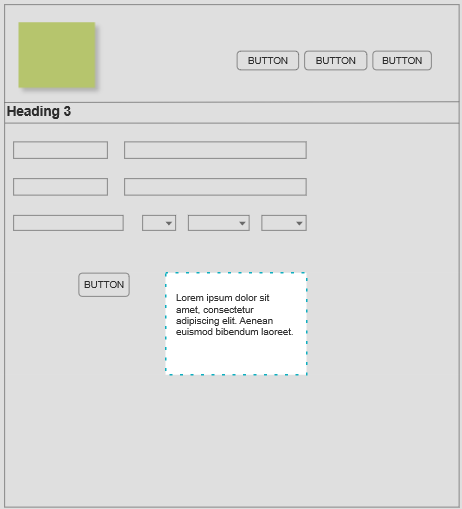 BUTTON BUTTON BUTTON
Heading 3
BUTTON
Lorem ipsum dolor sit
amet, consectetur
adipiscing elit. Aenean
euismod bibendum laoreet.